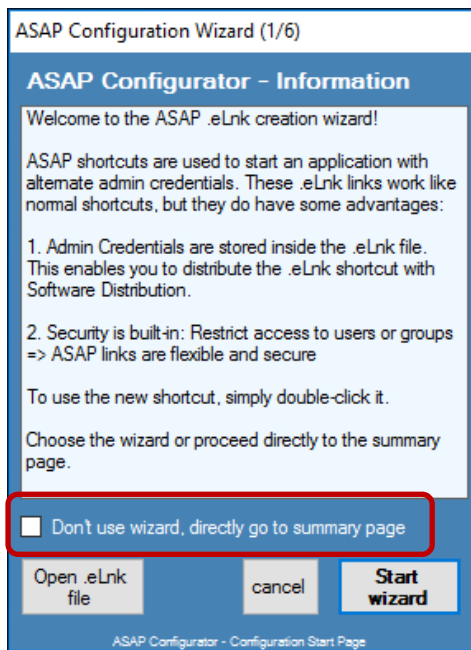 ASAP Configuration Wizard (1/6)
ASAP Configurator - Information
Welcome to the ASAP .eLnk creation wizard!
ASAP shortcuts are used to start an application with
alternate admin credentials. These .eLnk links work like
normal shortcuts, but they do have some advantages:
1. Admin Credentials are stored inside the .eLnk file.
This enables you to distribute the .eLnk shortcut with
Software Distribution.
2. Security is built-in: Restrict access to users or groups
=> ASAP links are flexible and secure
To use the new shortcut, simply double-click it.
Choose the wizard or proceed directly to the summary
page.
Don't use wizard, directly go to summary page
Open .eLnk
file
cancel
Start
wizard
ASAP Configurator - Configuration Start Page